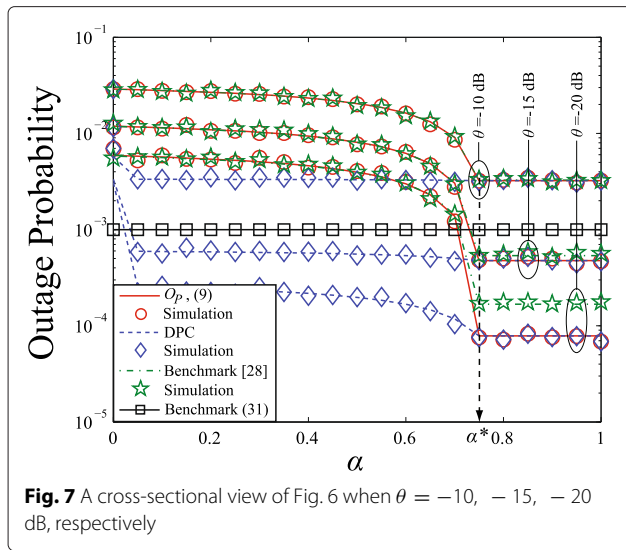 10^{-1}
10^{-2}
10^{-3}
10^{-4}
10^{-5}
Outage Probability
θ =-10 dB
θ =-15 dB
θ =-20 dB
O_P , (9)
Simulation
DPC
Simulation
Benchmark [28]
Simulation
Benchmark (31)
0 0.2 0.4 0.6 0.8 1
α*
α
Fig. 7 A cross-sectional view of Fig. 6 when θ = −10, − 15, − 20
dB, respectively